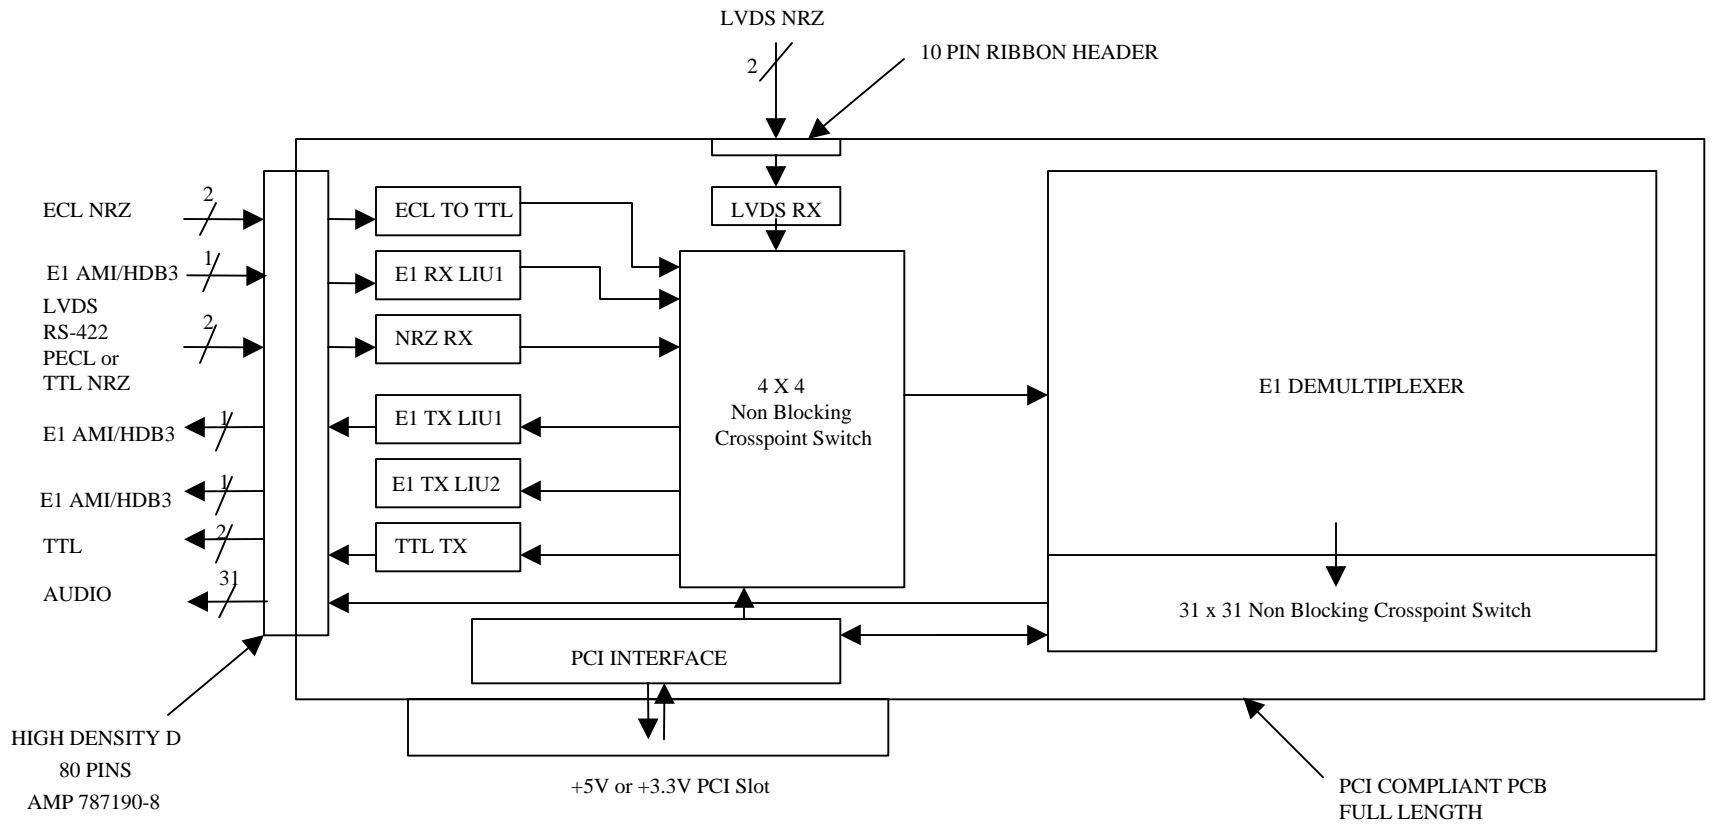 LVDS NRZ
2
10 PIN RIBBON HEADER
ECL NRZ
2
E1 AMI/HDB3
1
LVDS
RS-422
PECL or
TTL NRZ
2
E1 AMI/HDB3
1
E1 AMI/HDB3
1
TTL
2
AUDIO
31
ECL TO TTL
E1 RX LIU1
NRZ RX
E1 TX LIU1
E1 TX LIU2
TTL TX
LVDS RX
4 X 4
Non Blocking
Crosspoint Switch
E1 DEMULTIPLEXER
31 x 31 Non Blocking Crosspoint Switch
PCI INTERFACE
HIGH DENSITY D
80 PINS
AMP 787190-8
+5V or +3.3V PCI Slot
PCI COMPLIANT PCB
FULL LENGTH